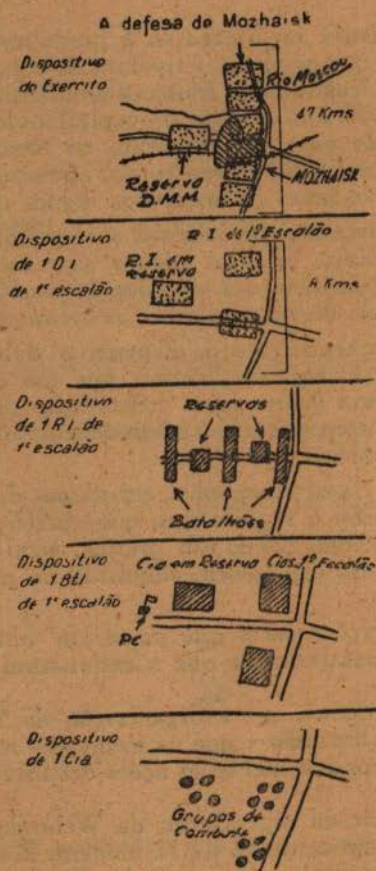 A defesa de Mozhaisk
Dispositivo
do Exercito
Rio Moscou
47 Kms
Reserva
D.M.M
MOZHAISK
Dispositivo
de 1 D I
de 1º escalão
R.I. em
Reserva
R I de 1º Escalão
Kms
Dispositivo
de 1 R I de
1º escalão
Reservas
Batalhões
Dispositivo
de 1 Btl
de 1º escalão
Cia em Reserva
Cias 1º Escalão
PC
Dispositivo
de 1 Cia
Grupos de
Combate